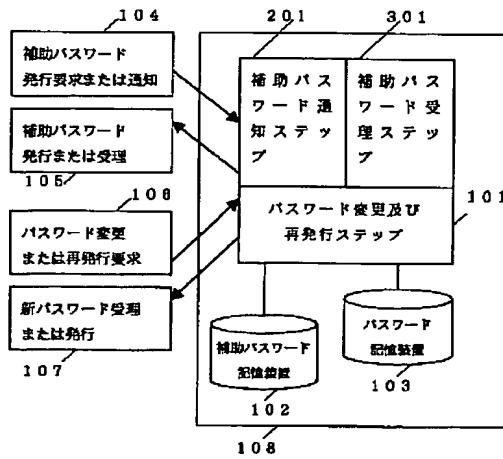 104
補助パスワード
発行要求または通知
補助パスワード
発行または受理
105
106
パスワード変更
または再発行要求
新パスワード受理
または発行
107
201
301
補助パス
ワード通
知ステッ
プ
補助パス
ワード受
理ステッ
プ
パスワード変更及び
再発行ステップ
101
補助パスワード
記憶装置
102
パスワード
記憶装置
103
108